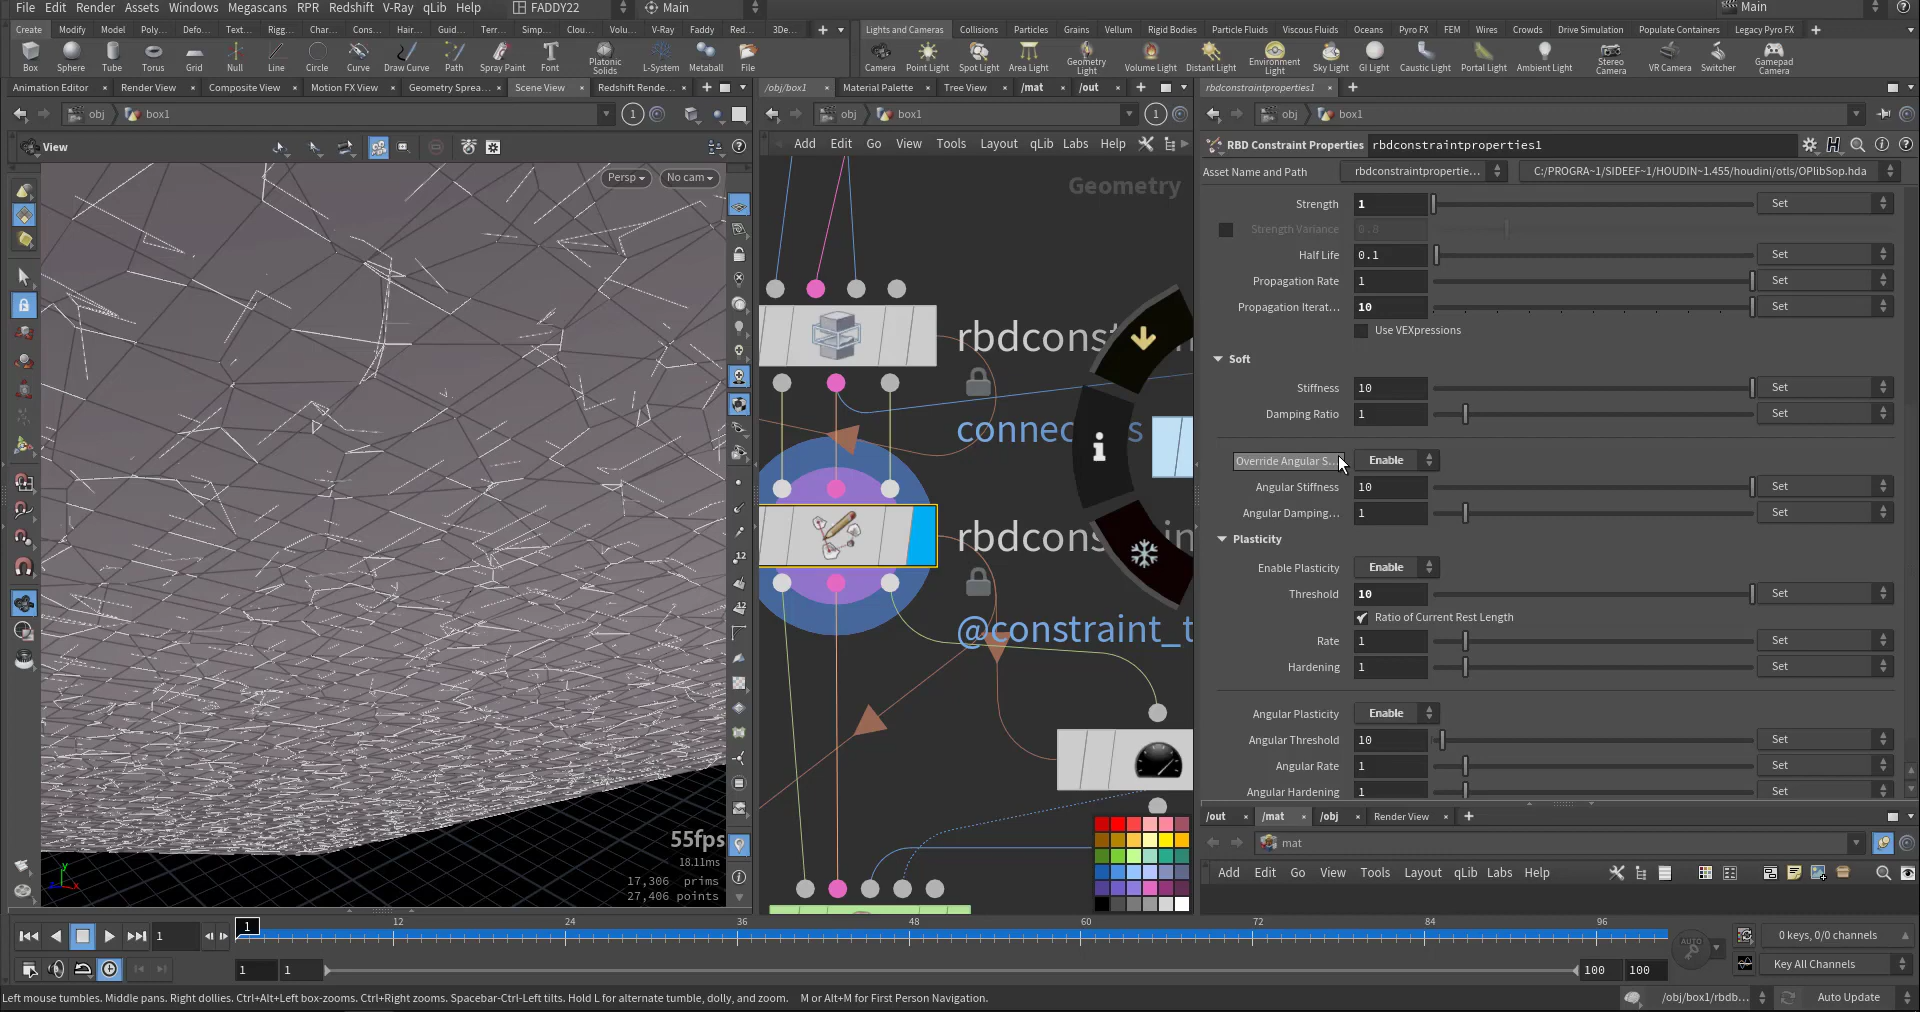 File Edit Render Assets Windows Megascans RPR Redshift V-Ray qLib Help FADDY22 Main Main
Create Modify Model Poly... Defo... Text... Rigg... Char... Cons... Hair... Guid... Terr... Simp... Clou... Volu... V-Ray Faddy Red... 3De...
Lights and Cameras Collisions Particles Grains Vellum Rigid Bodies Particle Fluids Viscous Fluids Oceans Pyro FX FEM Wires Crowds Drive Simulation Populate Containers Legacy Pyro FX
Box Sphere Tube Torus Grid Null Line Circle Curve Draw Curve Path Spray Paint Font Platonic Solids L-System Metaball File
Camera Point Light Spot Light Area Light Geometry Light Volume Light Distant Light Environment Light Sky Light GI Light Caustic Light Portal Light Ambient Light Stereo Camera VR Camera Switcher Gamepad Camera
Animation Editor Render View Composite View Motion FX View Geometry Sprea... Scene View Redshift Rende...
/obj/box1 Material Palette Tree View /mat /out
rbdconstraintproperties1
obj box1 1
obj box1 1
obj box1
View
Add Edit Go View Tools Layout qLib Labs Help
RBD Constraint Properties rbdconstraintproperties1
Asset Name and Path rbdconstraintpropertie... C:/PROGRA~1/SIDEEF~1/HOUDIN~1.455/houdini/otls/OPlibSop.hda
Persp No cam
Geometry
Strength 1 Set
Strength Variance 0.8
Half Life 0.1 Set
Propagation Rate 1 Set
Propagation Iterat... 10 Set
Use VEXpressions
Soft
Stiffness 10 Set
Damping Ratio 1 Set
Override Angular S... Enable
Angular Stiffness 10 Set
Angular Damping... 1 Set
Plasticity
Enable Plasticity Enable
Threshold 10 Set
Ratio of Current Rest Length
Rate 1 Set
Hardening 1 Set
Angular Plasticity Enable
Angular Threshold 10 Set
Angular Rate 1 Set
Angular Hardening 1 Set
rbdcons
i
rbdcons
@constraint_t
55fps
18.11ms
17,306 prims
27,406 points
/out /mat /obj Render View
mat
Add Edit Go View Tools Layout qLib Labs Help
1 1 12 24 36 48 60 72 84 96
AUTO
0 keys, 0/0 channels
1 1 100 100
Key All Channels
Left mouse tumbles. Middle pans. Right dollies. Ctrl+Alt+Left box-zooms. Ctrl+Right zooms. Spacebar-Ctrl-Left tilts. Hold L for alternate tumble, dolly, and zoom. M or Alt+M for First Person Navigation.
/obj/box1/rbdb... Auto Update